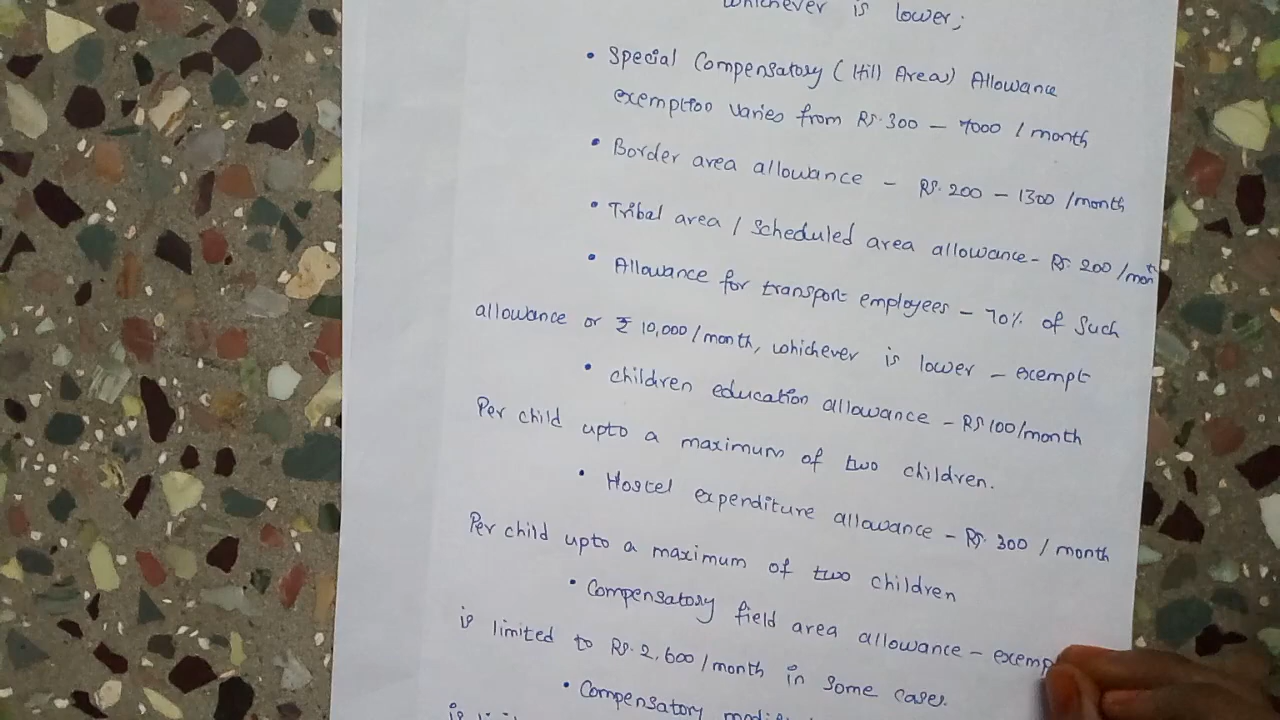 whichever is lower;
• Special Compensatory (Hill Area) Allowance
exemption varies from Rs. 300 – 7000 / month
• Border area allowance – Rs. 200 – 1300 / month
• Tribal area / Scheduled area allowance – Rs. 200 / month
• Allowance for transport employees – 70% of Such
allowance or ₹ 10,000 / month, whichever is lower – exempt
• children education allowance – Rs 100/month
Per child upto a maximum of two children.
• Hostel expenditure allowance – Rs. 300 / month
Per child upto a maximum of two children
• Compensatory field area allowance – exemp
is limited to Rs. 2,600 / month in Some cases.
• Compensatory
is